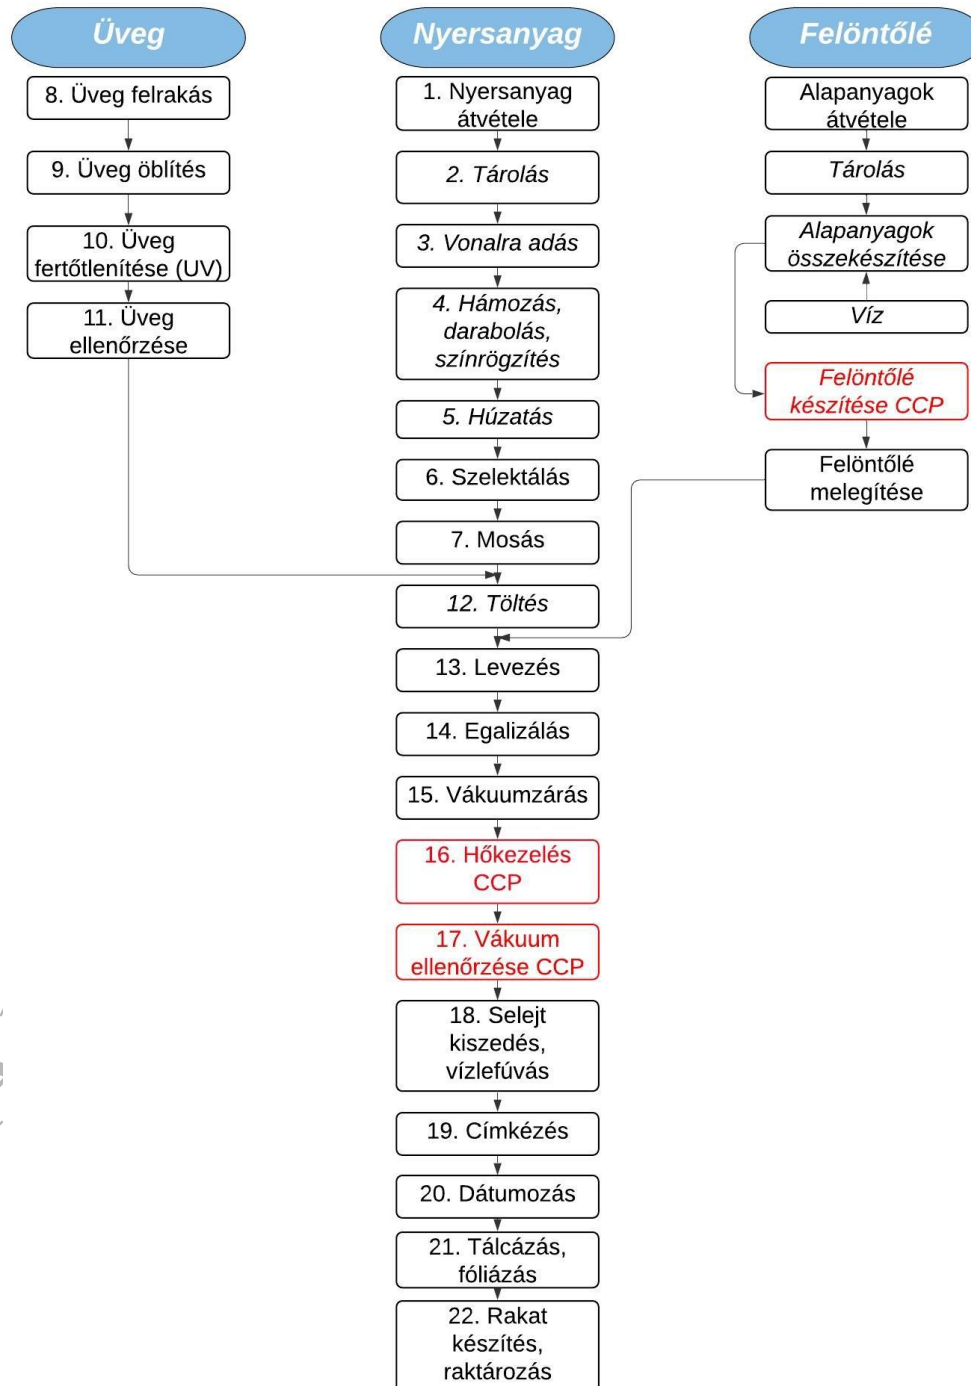 Üveg
8. Üveg felrakás
9. Üveg öblítés
10. Üveg
fertőtlenítése (UV)
11. Üveg
ellenőrzése
Nyersanyag
1. Nyersanyag
átvétele
2. Tárolás
3. Vonalra adás
4. Hámozás,
darabolás,
színrögzítés
5. Húzatás
6. Szelektálás
7. Mosás
12. Töltés
13. Levezés
14. Egalizálás
15. Vákuumzárás
16. Hőkezelés
CCP
17. Vákuum
ellenőrzése CCP
18. Selejt
kiszedés,
vízlefúvás
19. Címkézés
20. Dátumozás
21. Tálcázás,
fóliázás
22. Rakat
készítés,
raktározás
Felöntőlé
Alapanyagok
átvétele
Tárolás
Alapanyagok
összekészítése
Víz
Felöntőlé
készítése CCP
Felöntőlé
melegítése